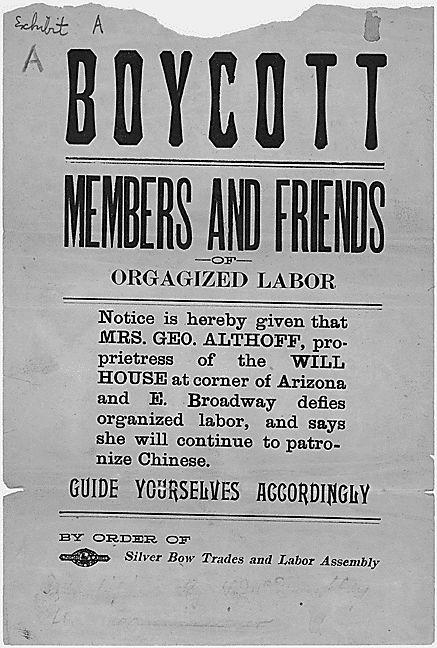 Exhibit A
A
BOYCOTT
MEMBERS AND FRIENDS
—OF—
ORGAGIZED LABOR
Notice is hereby given that
MRS. GEO. ALTHOFF, pro-
prietress of the WILL
HOUSE at corner of Arizona
and E. Broadway defies
organized labor, and says
she will continue to patro-
nize Chinese.
GUIDE YOURSELVES ACCORDINGLY
BY ORDER OF
Silver Bow Trades and Labor Assembly